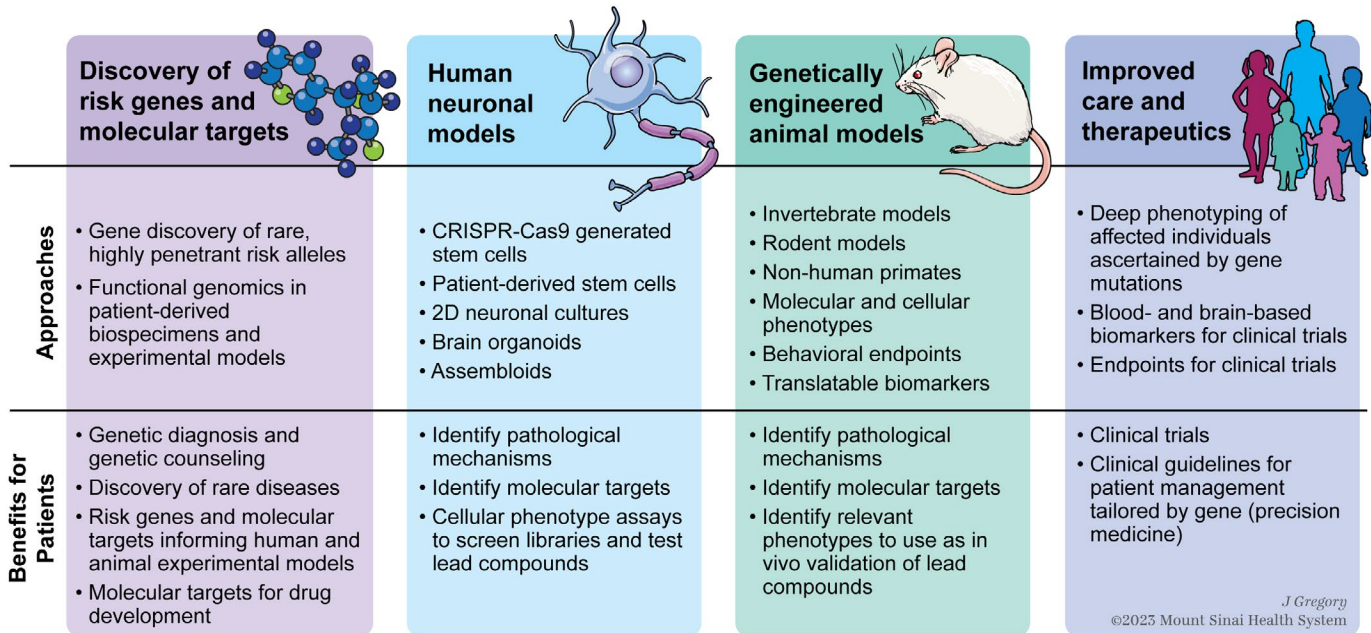 Discovery of
risk genes and
molecular targets
Human
neuronal
models
Genetically
engineered
animal models
Improved
care and
therapeutics
Approaches
• Gene discovery of rare,
highly penetrant risk alleles
• Functional genomics in
patient-derived
biospecimens and
experimental models
• CRISPR-Cas9 generated
stem cells
• Patient-derived stem cells
• 2D neuronal cultures
• Brain organoids
• Assembloids
• Invertebrate models
• Rodent models
• Non-human primates
• Molecular and cellular
phenotypes
• Behavioral endpoints
• Translatable biomarkers
• Deep phenotyping of
affected individuals
ascertained by gene
mutations
• Blood- and brain-based
biomarkers for clinical trials
• Endpoints for clinical trials
Benefits for
Patients
• Genetic diagnosis and
genetic counseling
• Discovery of rare diseases
• Risk genes and molecular
targets informing human and
animal experimental models
• Molecular targets for drug
development
• Identify pathological
mechanisms
• Identify molecular targets
• Cellular phenotype assays
to screen libraries and test
lead compounds
• Identify pathological
mechanisms
• Identify molecular targets
• Identify relevant
phenotypes to use as in
vivo validation of lead
compounds
• Clinical trials
• Clinical guidelines for
patient management
tailored by gene (precision
medicine)
J Gregory
©2023 Mount Sinai Health System